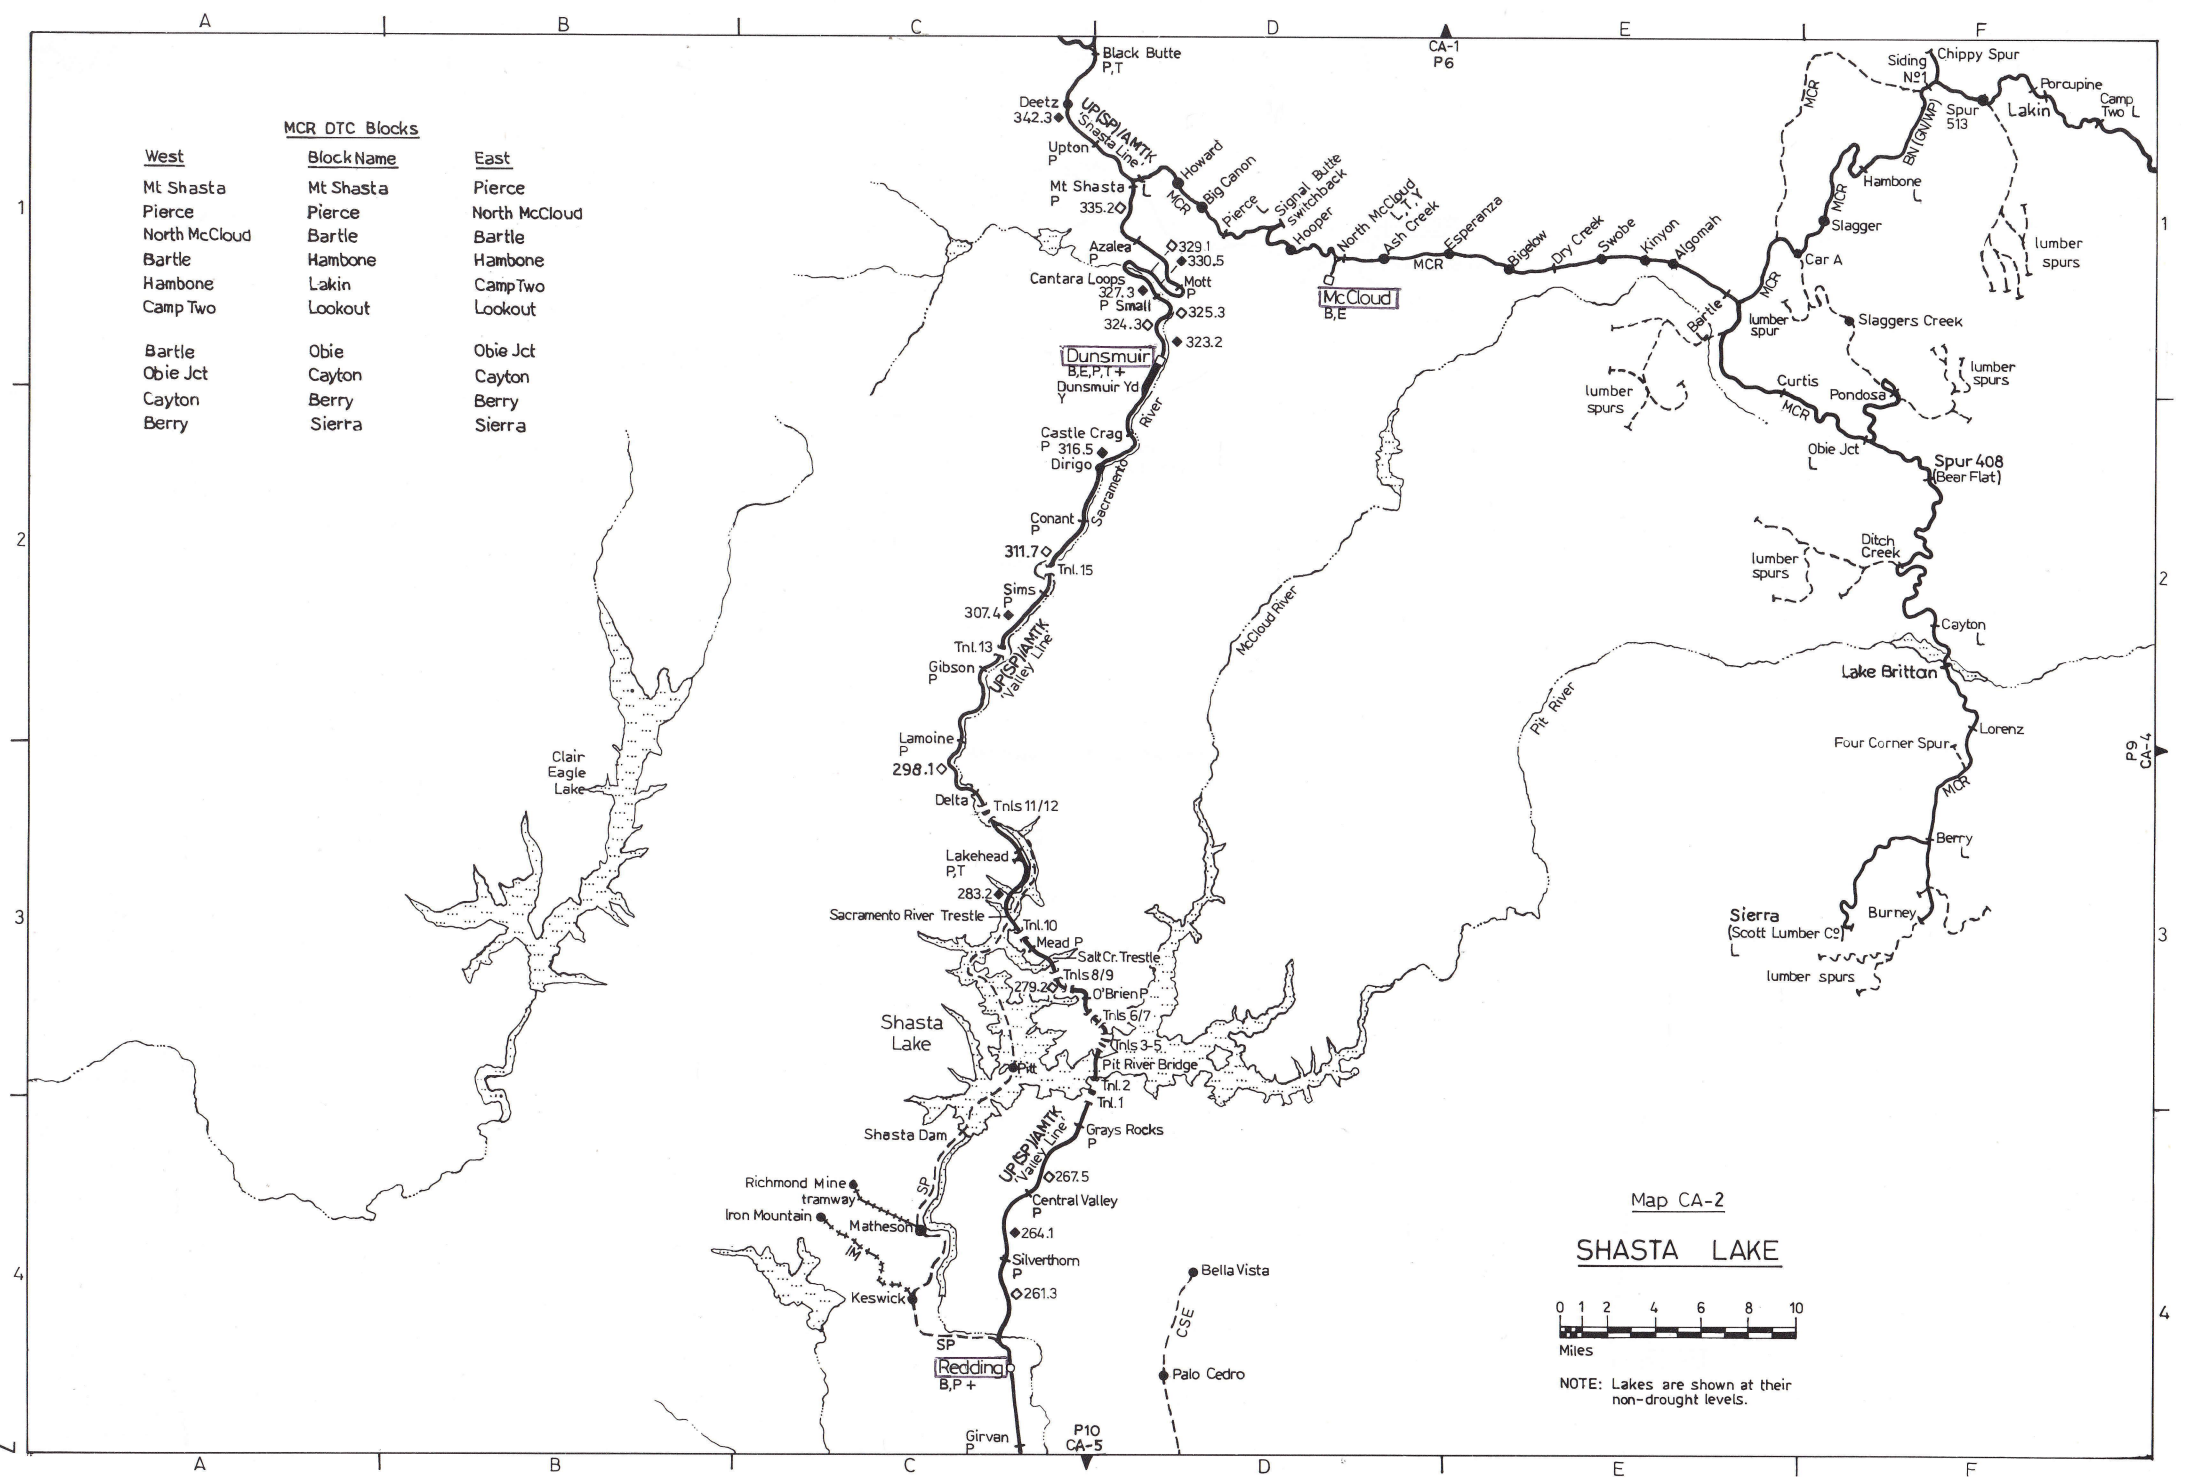 A
B
C
D
E
F
CA-1
P6
MCR DTC Blocks
West Block Name East
Mt Shasta Mt Shasta Pierce
Pierce Pierce North McCloud
North McCloud Bartle Bartle
Bartle Hambone Hambone
Hambone Lakin Camp Two
Camp Two Lookout Lookout
Bartle Obie Obie Jct
Obie Jct Cayton Cayton
Cayton Berry Berry
Berry Sierra Sierra
Black Butte
P,T
Deetz
342.3
UP(SP)/AMTK
'Shasta Line'
Upton
P
Mt Shasta
P
L
335.2
Azalea
P
329.1
330.5
Cantara Loops
327.3
Mott
P
P Small
325.3
324.3
323.2
Dunsmuir
B,E,P,T +
Dunsmuir Yd
Y
River
Castle Crag
P
316.5
Dirigo
Sacramento
Conant
P
311.7
Tnl.15
Sims
P
307.4
Tnl.13
UP(SP)/AMTK
'Valley Line'
Gibson
P
Lamoine
P
298.1
Delta
Tnls 11/12
Lakehead
P,T
283.2
Sacramento River Trestle
Tnl.10
Mead P
Salt Cr. Trestle
Tnls 8/9
279.2
O'Brien P
Tnls 6/7
Tnls 3-5
Pit River Bridge
Shasta
Lake
Pitt
Tnl.2
Tnl.1
Shasta Dam
Grays Rocks
P
UP(SP)/AMTK
'Valley Line'
267.5
Richmond Mine
tramway
SP
Central Valley
P
Iron Mountain
Matheson
IM
264.1
Silverthorn
P
Keswick
261.3
SP
Redding
B,P +
Girvan
P
P10
CA-5
Howard
MCR
Big Canon
Pierce
L
Signal Butte
switchback
Hooper
North McCloud
L,T,Y
McCloud
B,E
Ash Creek
MCR
Esperanza
Bigelow
Dry Creek
Swobe
Kinyon
Algomah
Bartle
L
MCR
lumber
spur
Car A
Slagger
MCR
Hambone
L
BN (GN/WP)
MCR
Siding
Nº1
Chippy Spur
Spur
513
Porcupine
Lakin
Camp
Two L
lumber
spurs
Slaggers Creek
lumber
spurs
lumber
spurs
Curtis
MCR
Pondosa
Obie Jct
L
Spur 408
(Bear Flat)
Ditch
Creek
lumber
spurs
Cayton
L
Lake Brittan
Lorenz
Four Corner Spur
MCR
Berry
L
Burney
Sierra
(Scott Lumber Cº)
L
lumber spurs
McCloud River
Pit River
Clair
Eagle
Lake
P9
CA-4
Bella Vista
CSE
Palo Cedro
Map CA-2
SHASTA LAKE
0 1 2 4 6 8 10
Miles
NOTE: Lakes are shown at their
non-drought levels.
1
2
3
4
1
2
3
4
A
B
C
D
E
F